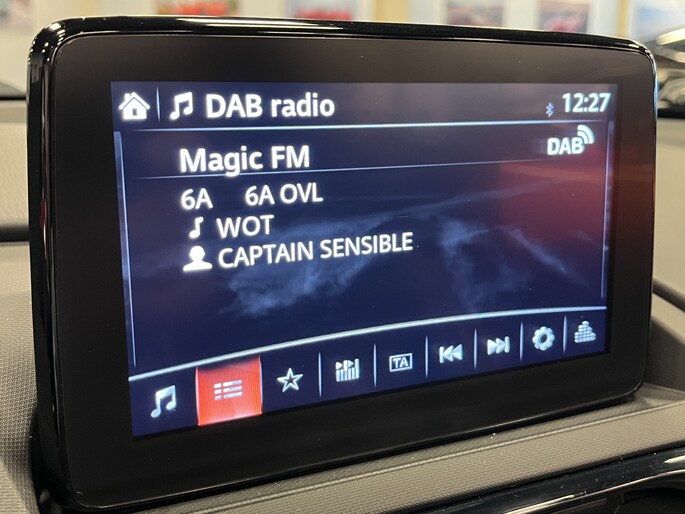 DAB radio 12:27
Magic FM DAB
6A 6A OVL
WOT
CAPTAIN SENSIBLE
TA